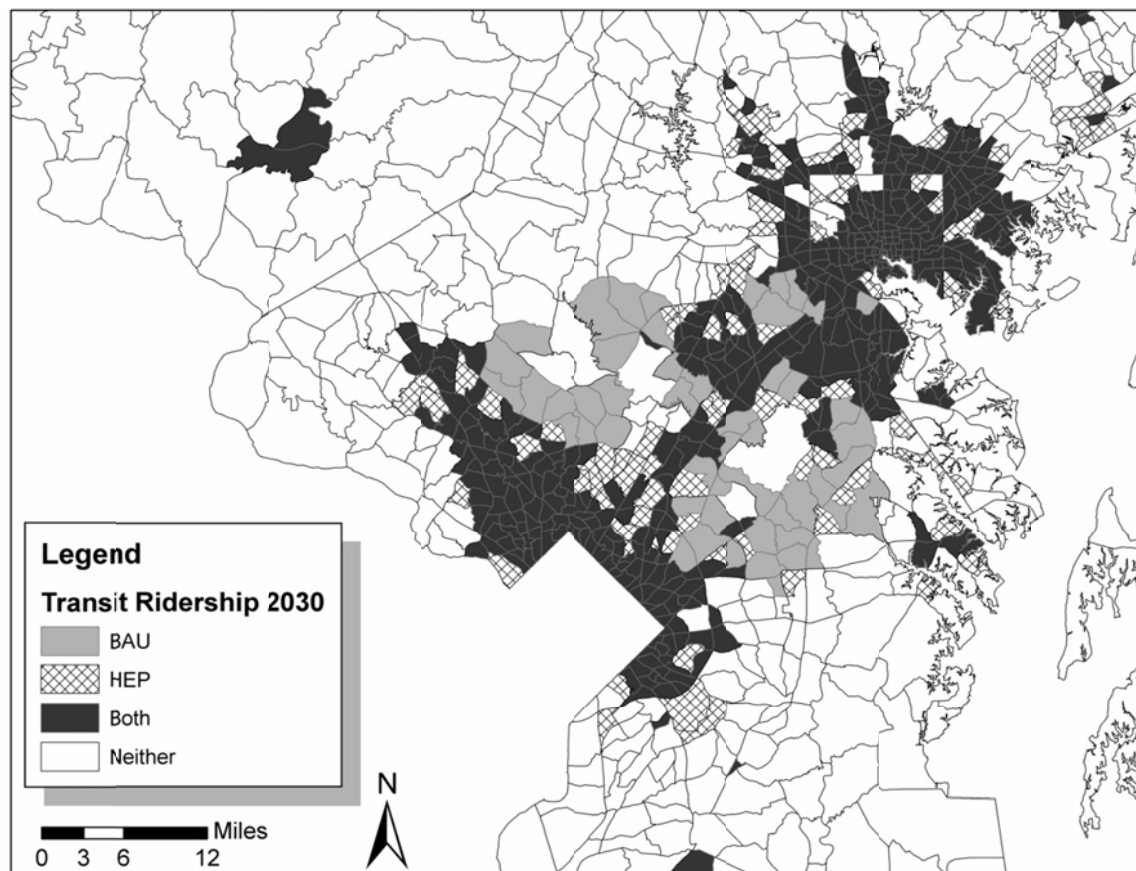 Legend
Transit Ridership 2030
BAU
HEP
Both
Neither
N
Miles
0 3 6 12